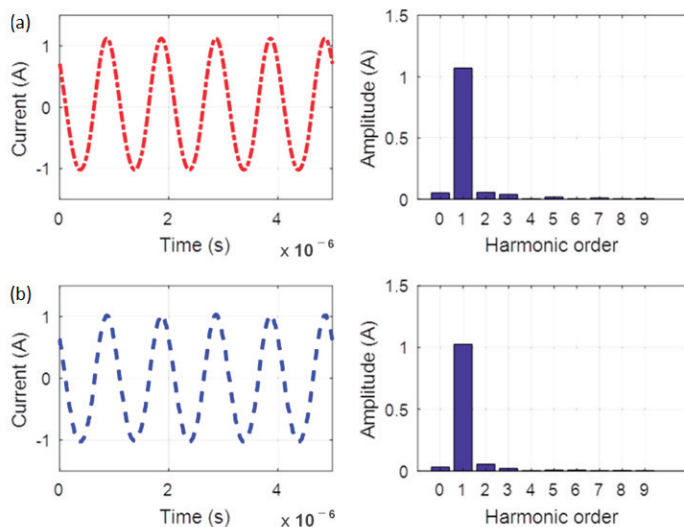 (a)
Current (A)
1
0
-1
0 2 4
Time (s)
x 10⁻⁶
Amplitude (A)
1.5
1
0.5
0
0 1 2 3 4 5 6 7 8 9
Harmonic order
(b)
Current (A)
1
0
-1
0 2 4
Time (s)
x 10⁻⁶
Amplitude (A)
1.5
1
0.5
0
0 1 2 3 4 5 6 7 8 9
Harmonic order